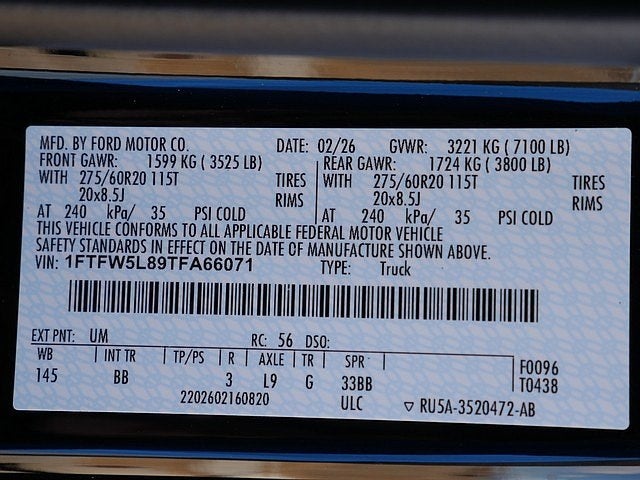 MFD. BY FORD MOTOR CO. DATE: 02/26 GVWR: 3221 KG ( 7100 LB)
FRONT GAWR: 1599 KG ( 3525 LB) REAR GAWR: 1724 KG ( 3800 LB)
WITH 275/60R20 115T TIRES WITH 275/60R20 115T TIRES
20x8.5J RIMS 20x8.5J RIMS
AT 240 kPa/ 35 PSI COLD AT 240 kPa/ 35 PSI COLD
THIS VEHICLE CONFORMS TO ALL APPLICABLE FEDERAL MOTOR VEHICLE
SAFETY STANDARDS IN EFFECT ON THE DATE OF MANUFACTURE SHOWN ABOVE.
VIN: 1FTFW5L89TFA66071 TYPE: Truck
EXT PNT: UM RC: 56 DSO:
WB INT TR TP/PS R AXLE TR SPR F0096
145 BB 3 L9 G 33BB T0438
2202602160820 ULC ▽ RU5A-3520472-AB